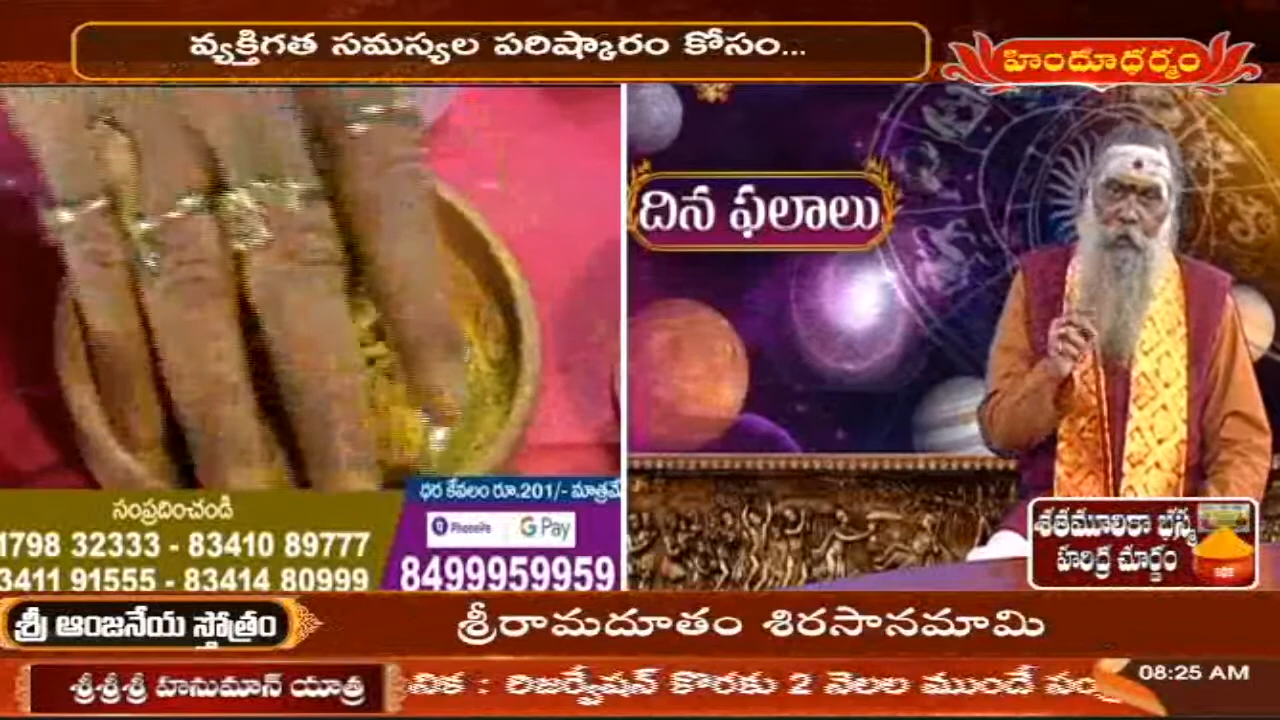 వ్యక్తిగత సమస్యల పరిష్కారం కోసం...
హిందూధర్మం
దిన ఫలాలు
సంప్రదించండి
1798 32333 - 83410 89777
3411 91555 - 83414 80999
ధర కేవలం రూ.201/- మాత్రమే
PhonePe
G Pay
8499959959
శతమూలికా భస్మ
హరిద్ర చూర్ణం
శ్రీ ఆంజనేయ స్తోత్రం
శ్రీరామదూతం శిరసానమామి
శ్రీశ్రీశ్రీ హనుమాన్ యాత్ర
: రిజర్వేషన్ కొరకు 2 నెలల ముందే
08:25 AM